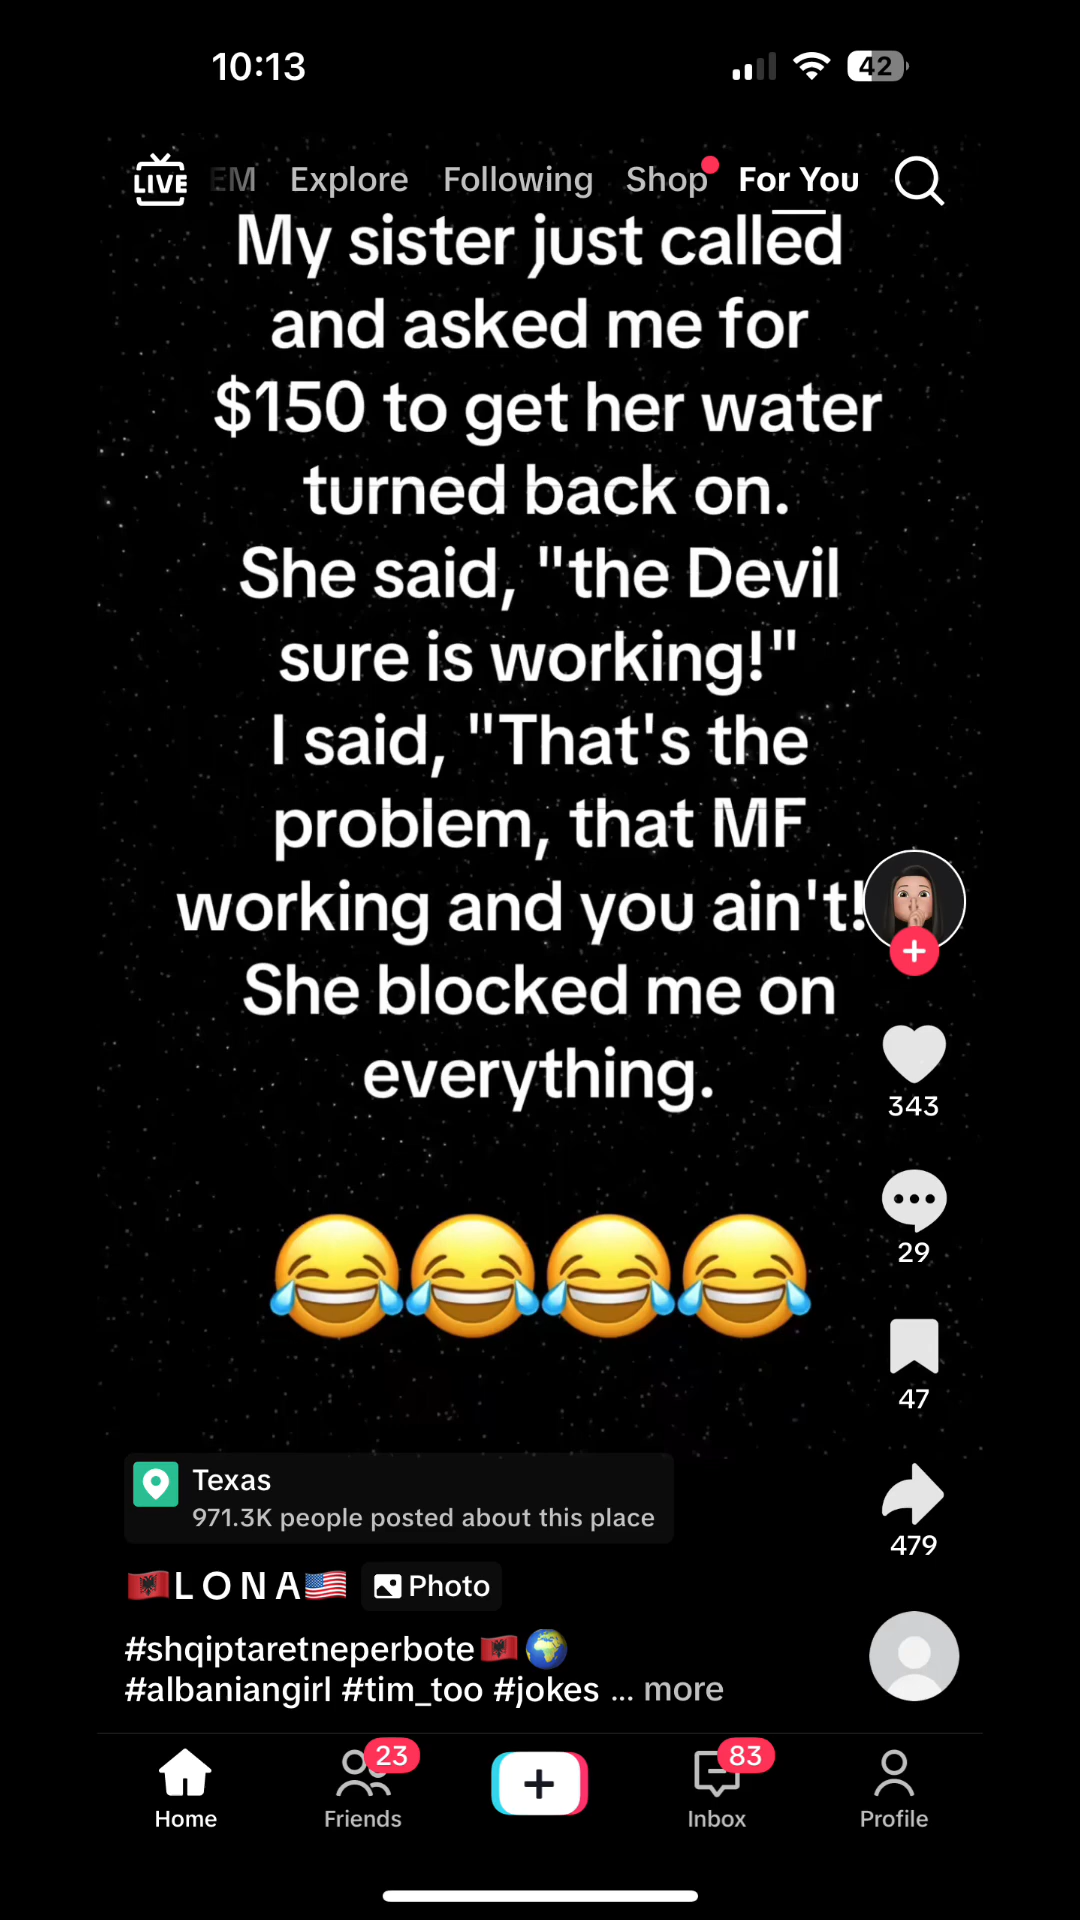 10:13
42
LIVE
EM Explore Following Shop For You
My sister just called
and asked me for
$150 to get her water
turned back on.
She said, "the Devil
sure is working!"
I said, "That's the
problem, that MF
working and you ain't!
She blocked me on
everything.
343
29
47
479
Texas
971.3K people posted about this place
🇦🇱L O N A🇺🇸 Photo
#shqiptaretneperbote🇦🇱🌍
#albaniangirl #tim_too #jokes ... more
23
83
Home Friends Inbox Profile